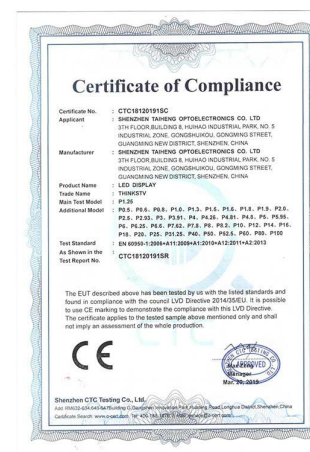 Certificate of Compliance
Certificate No. : CTC18120191SC
Applicant : SHENZHEN TAIHENG OPTOELECTRONICS CO. LTD
3TH FLOOR,BUILDING 8, HUIHAO INDUSTRIAL PARK, NO. 5
INDUSTRIAL ZONE, GONGSHUIKOU, GONGMING STREET,
GUANGMING NEW DISTRICT, SHENZHEN, CHINA
Manufacturer : SHENZHEN TAIHENG OPTOELECTRONICS CO. LTD
3TH FLOOR,BUILDING 8, HUIHAO INDUSTRIAL PARK, NO. 5
INDUSTRIAL ZONE, GONGSHUIKOU, GONGMING STREET,
GUANGMING NEW DISTRICT, SHENZHEN, CHINA
Product Name : LED DISPLAY
Trade Name : THINKSTV
Main Test Model : P1.25
Additional Model : P0.5、P0.6、P0.8、P1.0、P1.3、P1.5、P1.6、P1.8、P1.9、P2.0、
P2.5、P2.93、P3、P3.91、P4、P4.26、P4.81、P4.8、P5、P5.95、
P6、P6.25、P6.6、P7.62、P7.8、P8、P8.2、P10、P12、P14、P16、
P18、P20、P25、P31.25、P40、P50、P62.5、P60、P80、P100
Test Standard : EN 60950-1:2006+A11:2009+A1:2010+A12:2011+A2:2013
As Shown in the
Test Report No. : CTC18120191SR
The EUT described above has been tested by us with the listed standards and
found in compliance with the council LVD Directive 2014/35/EU. It is possible
to use CE marking to demonstrate the compliance with this LVD Directive.
The certificate applies to the tested sample above mentioned only and shall
not imply an assessment of the whole production.
CE
APPROVED
Manager
Mar. 20, 2019
Shenzhen CTC Testing Co., Ltd.